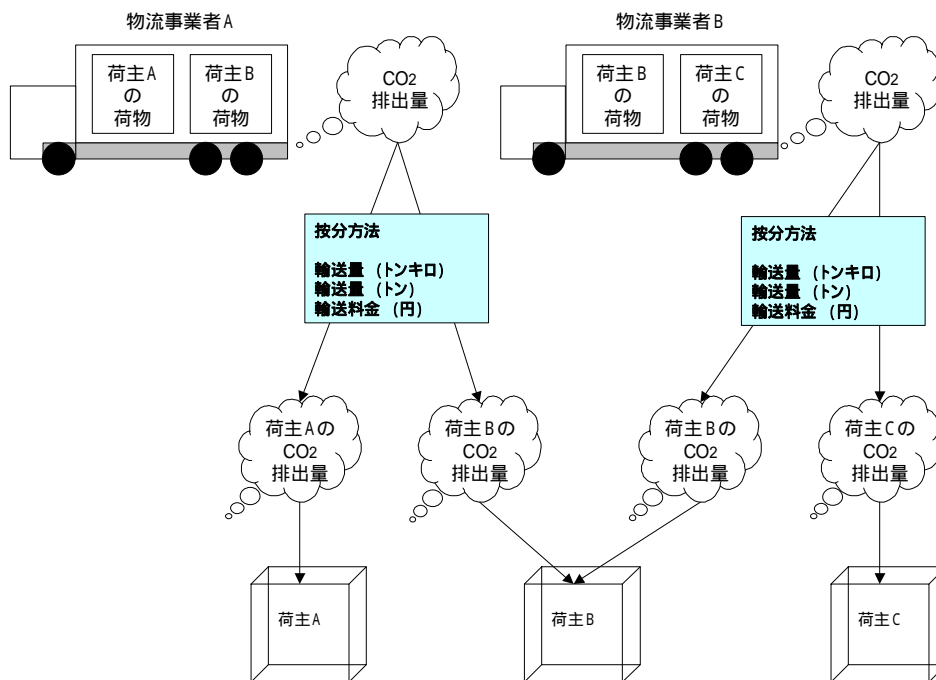 物流事業者A
荷主A
の
荷物
荷主B
の
荷物
CO2
排出量
物流事業者B
荷主B
の
荷物
荷主C
の
荷物
CO2
排出量
按分方法
輸送量 (トンキロ)
輸送量 (トン)
輸送料金 (円)
按分方法
輸送量 (トンキロ)
輸送量 (トン)
輸送料金 (円)
荷主Aの
CO2
排出量
荷主Bの
CO2
排出量
荷主Bの
CO2
排出量
荷主Cの
CO2
排出量
荷主A
荷主B
荷主C